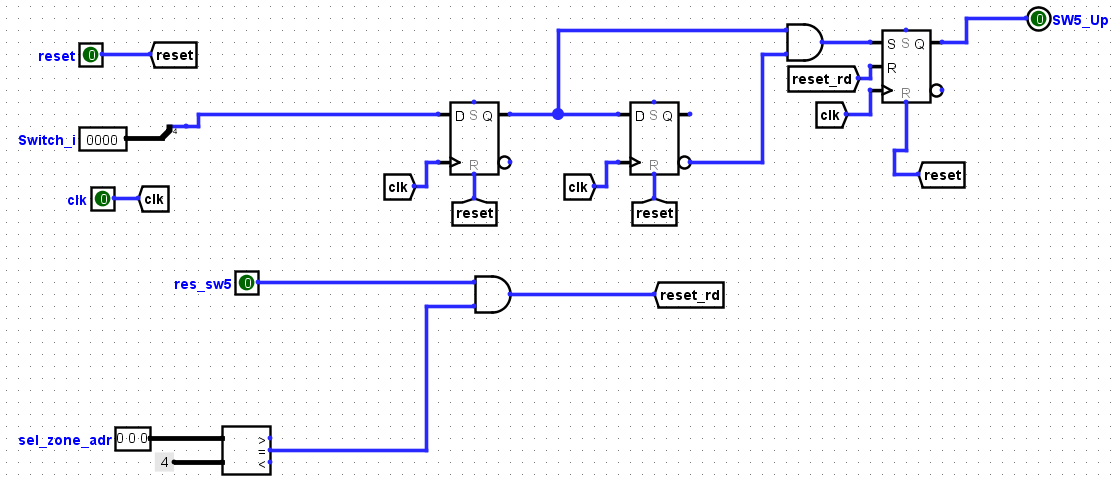 0 SW5_Up
reset 0 reset
S S Q
R
reset_rd
R
clk
D S Q
D S Q
Switch_i 0000 4
R
R
clk
clk
reset
clk 0 clk
reset
reset
res_sw5 0
reset_rd
sel_zone_adr 0 0 0
>
=
<
4